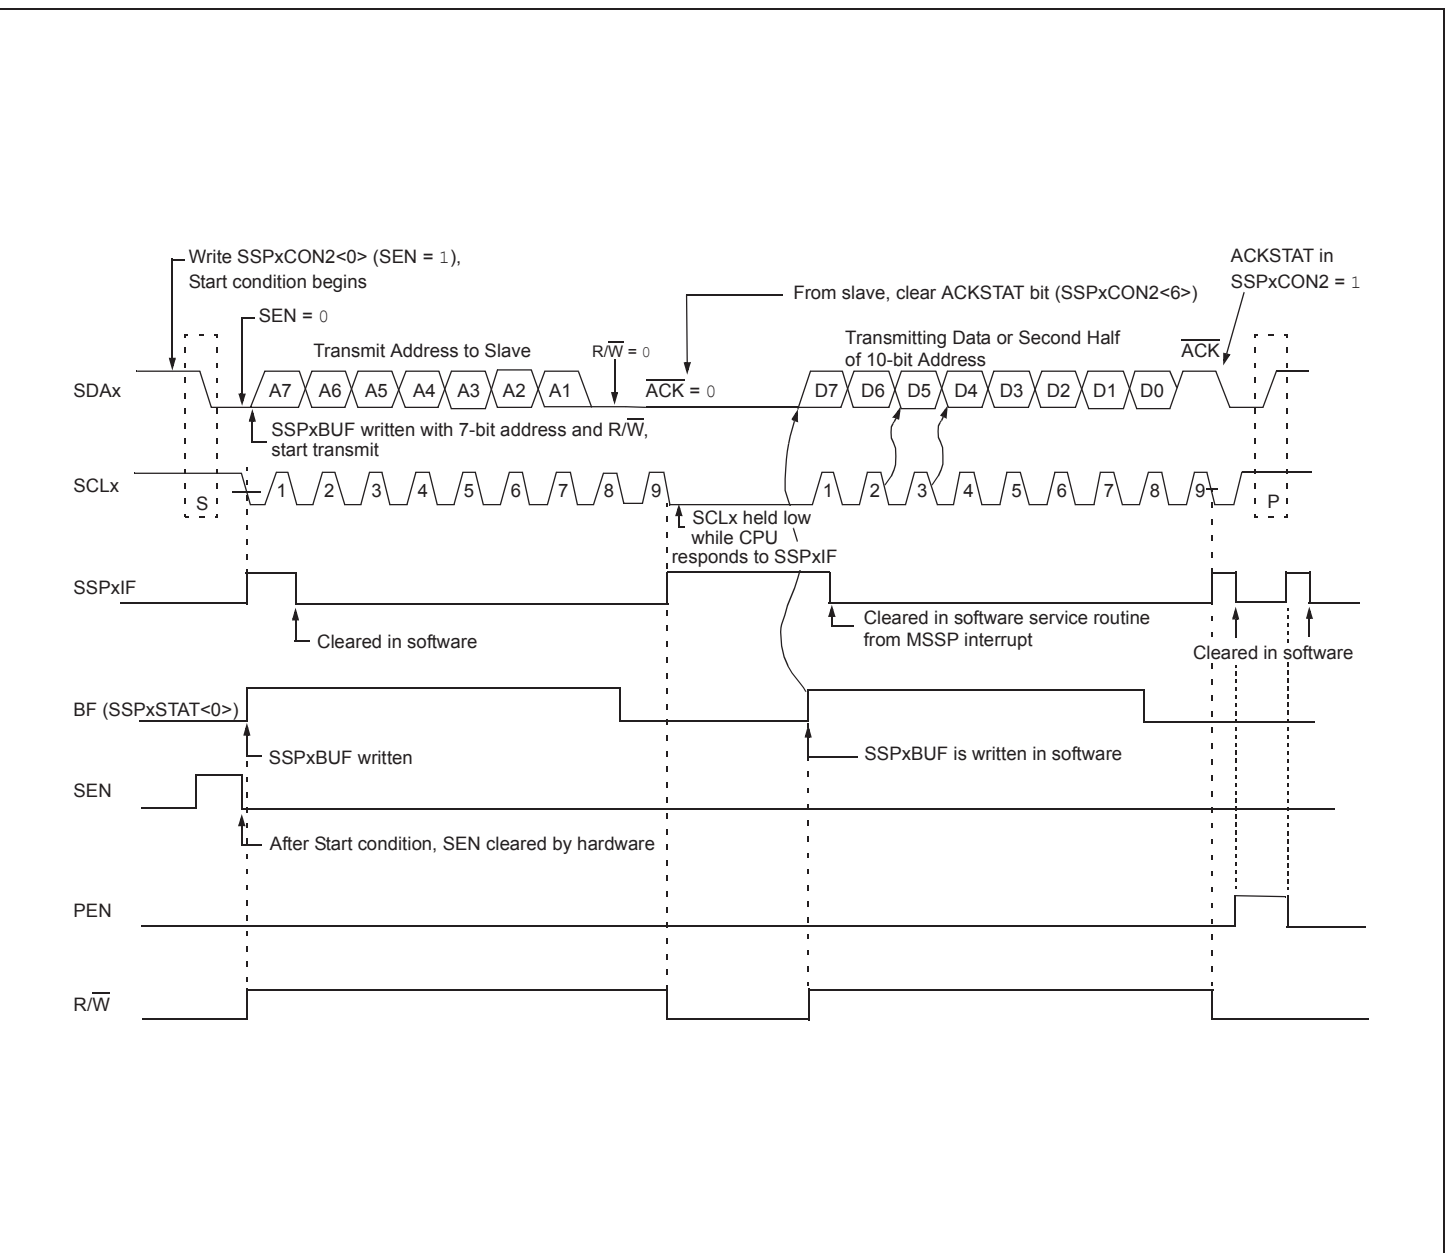 Write SSPxCON2<0> (SEN = 1),
Start condition begins
ACKSTAT in
SSPxCON2 = 1
From slave, clear ACKSTAT bit (SSPxCON2<6>)
SEN = 0
Transmit Address to Slave
R/W̅ = 0
Transmitting Data or Second Half
of 10-bit Address
A̅C̅K̅
SDAx
A7 A6 A5 A4 A3 A2 A1
A̅C̅K̅ = 0
D7 D6 D5 D4 D3 D2 D1 D0
SSPxBUF written with 7-bit address and R/W̅,
start transmit
SCLx
S
1 2 3 4 5 6 7 8 9
1 2 3 4 5 6 7 8 9
P
SCLx held low
while CPU
responds to SSPxIF
SSPxIF
Cleared in software
Cleared in software service routine
from MSSP interrupt
Cleared in software
BF (SSPxSTAT<0>)
SSPxBUF written
SSPxBUF is written in software
SEN
After Start condition, SEN cleared by hardware
PEN
R/W̅